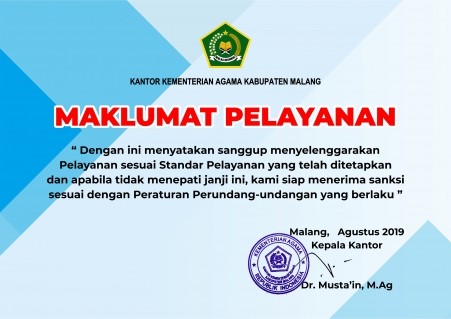 KANTOR KEMENTERIAN AGAMA KABUPATEN MALANG
MAKLUMAT PELAYANAN
“ Dengan ini menyatakan sanggup menyelenggarakan
Pelayanan sesuai Standar Pelayanan yang telah ditetapkan
dan apabila tidak menepati janji ini, kami siap menerima sanksi
sesuai dengan Peraturan Perundang-undangan yang berlaku ”
Malang, Agustus 2019
Kepala Kantor
KEMENTERIAN AGAMA
REPUBLIK INDONESIA
Dr. Musta’in, M.Ag